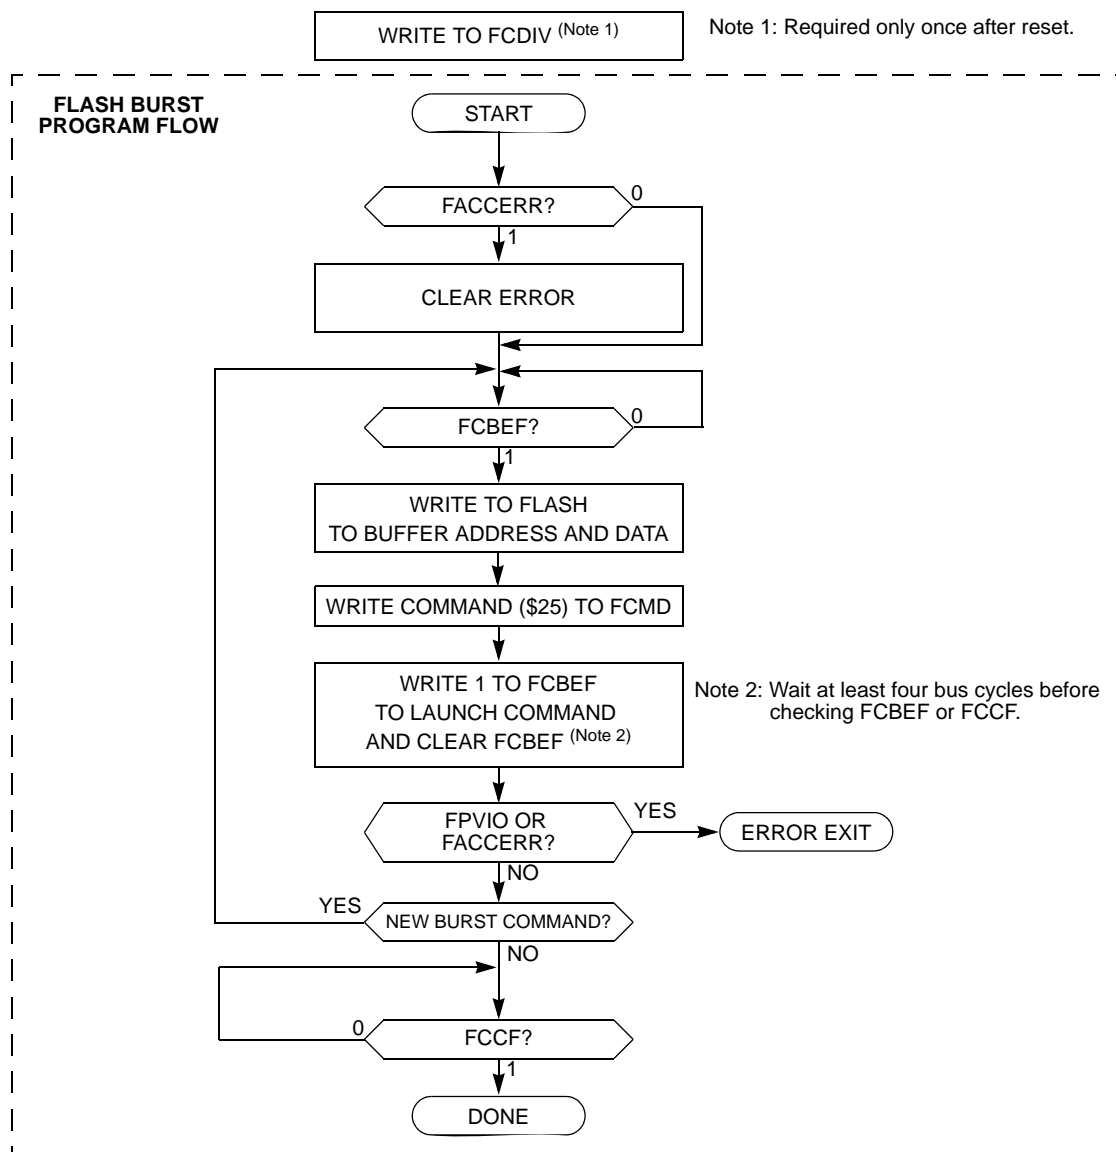 WRITE TO FCDIV (Note 1)
Note 1: Required only once after reset.
FLASH BURST
PROGRAM FLOW
START
FACCERR?
0
1
CLEAR ERROR
FCBEF?
0
1
WRITE TO FLASH
TO BUFFER ADDRESS AND DATA
WRITE COMMAND ($25) TO FCMD
WRITE 1 TO FCBEF
TO LAUNCH COMMAND
AND CLEAR FCBEF (Note 2)
Note 2: Wait at least four bus cycles before
checking FCBEF or FCCF.
FPVIO OR
FACCERR?
YES
ERROR EXIT
NO
YES
NEW BURST COMMAND?
NO
0
FCCF?
1
DONE